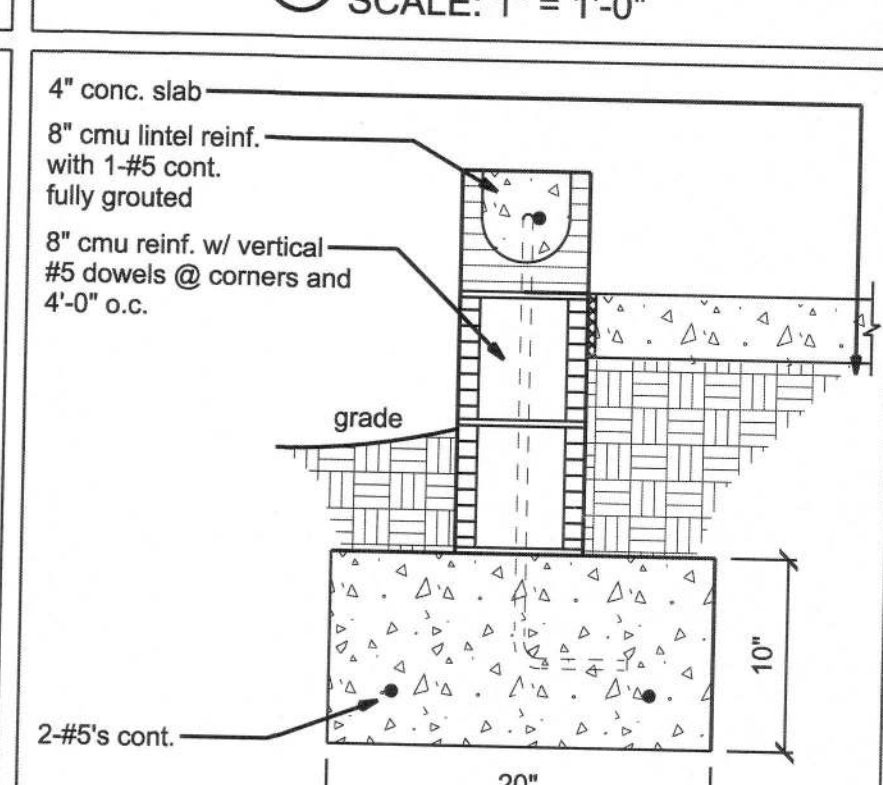 SCALE: 1" = 1'-0"
4" conc. slab
8" cmu lintel reinf.
with 1-#5 cont.
fully grouted
8" cmu reinf. w/ vertical
#5 dowels @ corners and
4'-0" o.c.
grade
10"
2-#5's cont.
20"